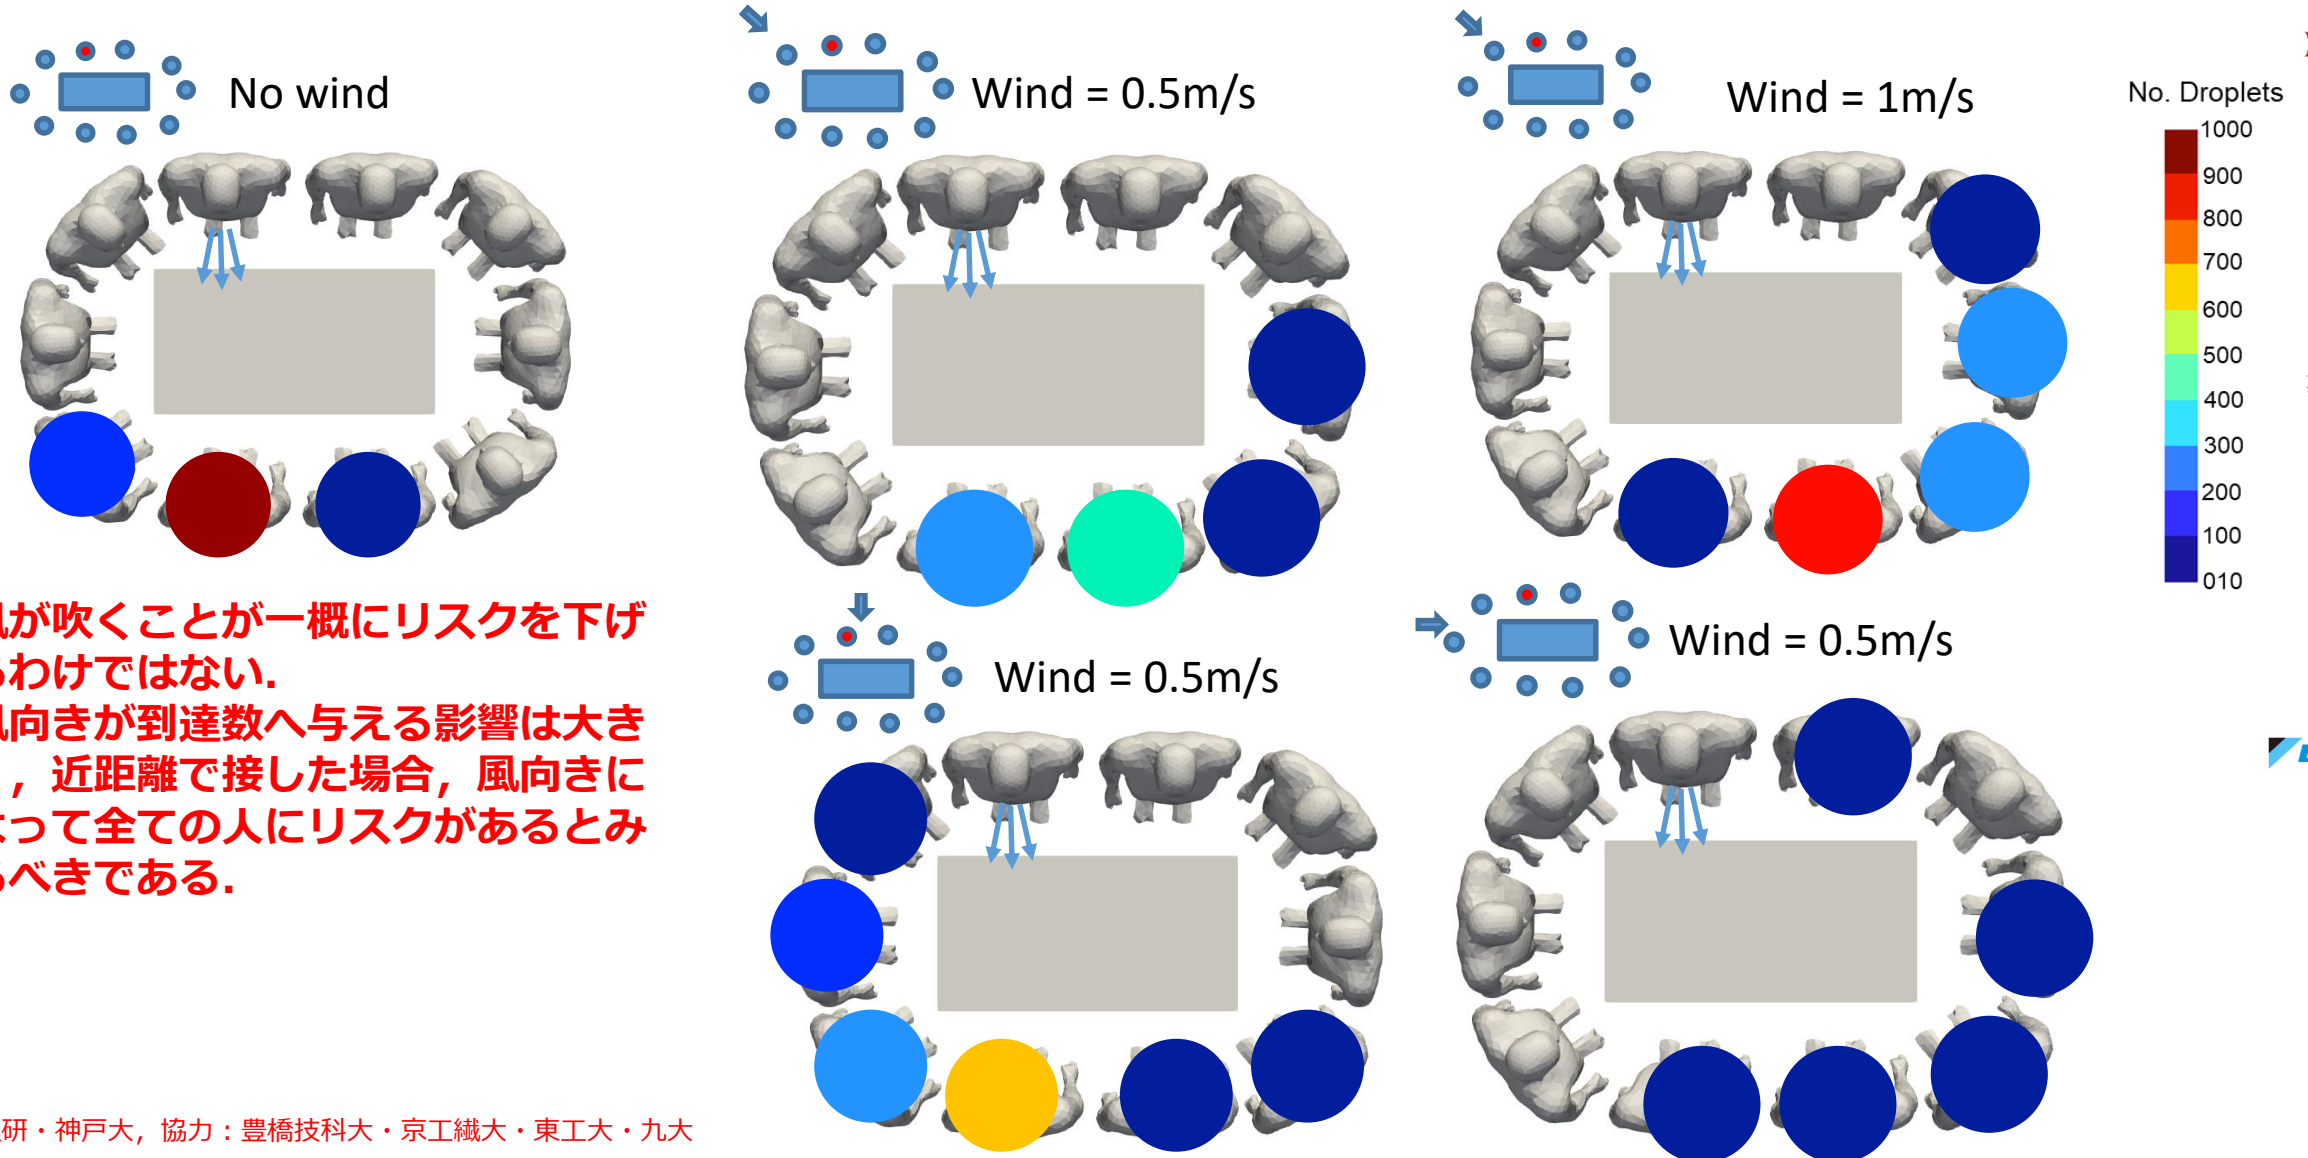 No wind
Wind = 0.5m/s
Wind = 1m/s
No. Droplets
1000
900
800
700
600
500
400
300
200
100
010
風が吹くことが一概にリスクを下げ
るわけではない.
風向きが到達数へ与える影響は大き
く，近距離で接した場合，風向きに
よって全ての人にリスクがあるとみ
るべきである.
Wind = 0.5m/s
Wind = 0.5m/s
研・神戸大，協力：豊橋技科大・京工繊大・東工大・九大